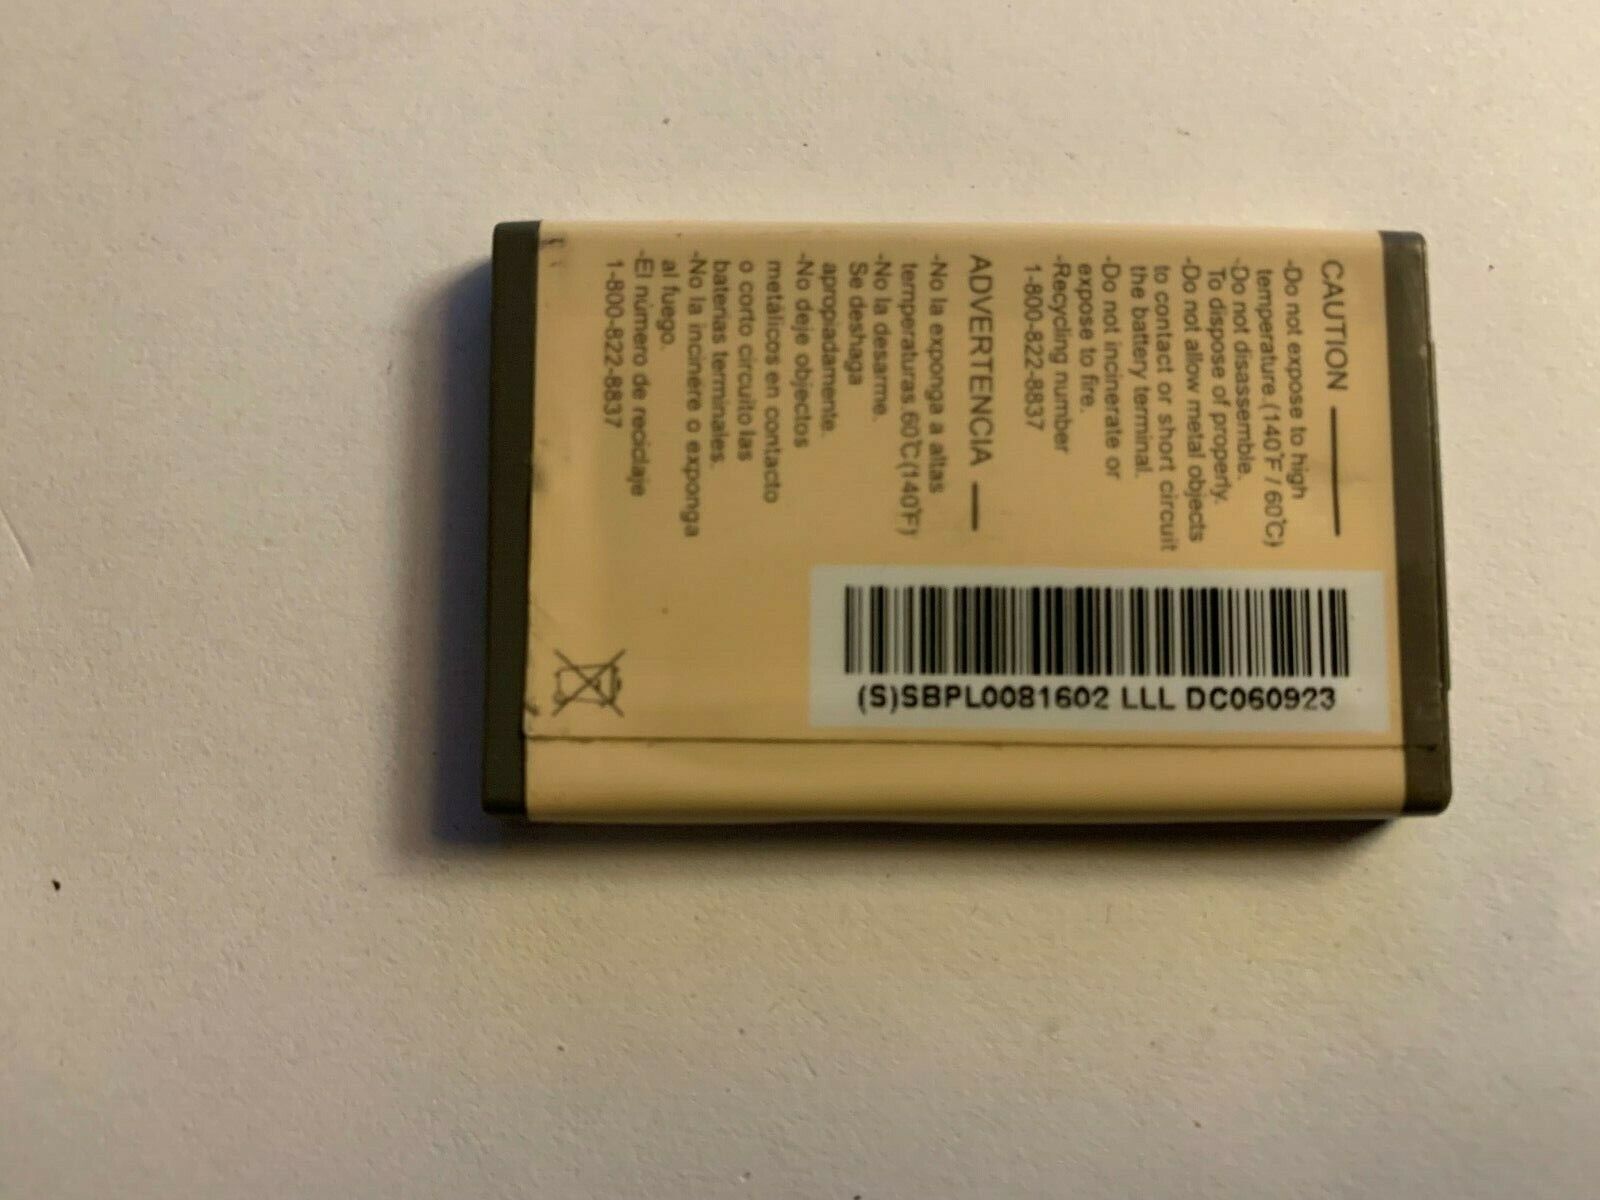 CAUTION
-Do not expose to high
temperature.(140℉/60℃)
-Do not disassemble.
To dispose of properly.
-Do not allow metal objects
to contact or short circuit
the battery terminal.
-Do not incinerate or
expose to fire.
-Recycling number
1-800-822-8837
ADVERTENCIA
-No la exponga a altas
temperaturas.60℃(140℉)
-No la desarme.
Se deshaga
apropiadamente.
-No deje objectos
metálicos en contacto
o corto circuito las
baterías terminales.
-No la incinére o exponga
al fuego.
-El número de reciclaje
1-800-822-8837
(S)SBPL0081602 LLL DC060923